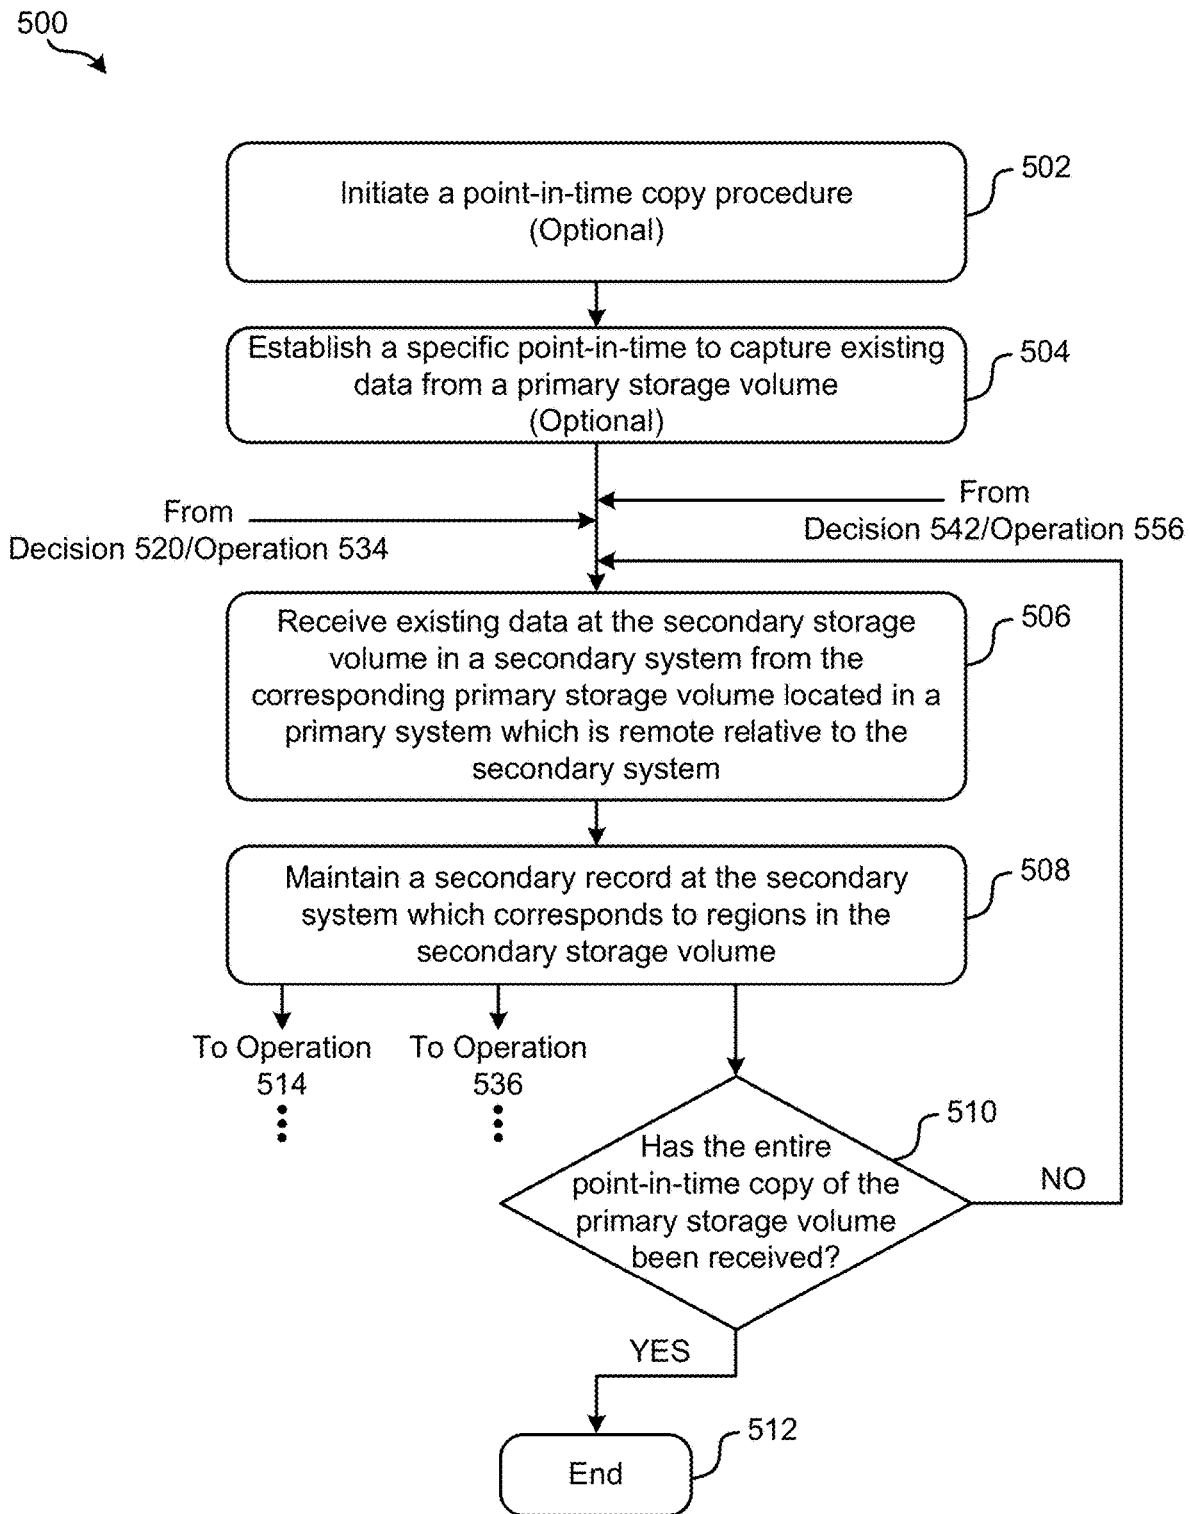 500
502
Initiate a point-in-time copy procedure
(Optional)
504
Establish a specific point-in-time to capture existing
data from a primary storage volume
(Optional)
From
Decision 520/Operation 534
From
Decision 542/Operation 556
506
Receive existing data at the secondary storage
volume in a secondary system from the
corresponding primary storage volume located in a
primary system which is remote relative to the
secondary system
508
Maintain a secondary record at the secondary
system which corresponds to regions in the
secondary storage volume
To Operation
514
To Operation
536
510
Has the entire
point-in-time copy of the
primary storage volume
been received?
NO
YES
512
End